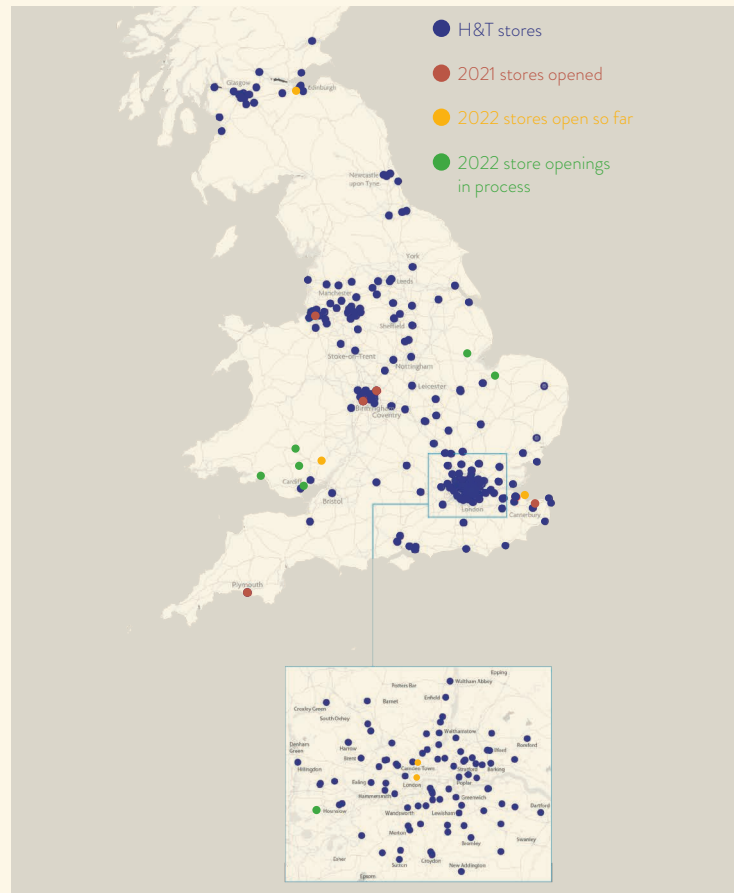 H&T stores
2021 stores opened
2022 stores open so far
2022 store openings
in process
Glasgow
Edinburgh
Newcastle
upon Tyne
York
Leeds
Manchester
Sheffield
Stoke-on-Trent
Nottingham
Leicester
Birmingham
Coventry
Cardiff
Bristol
London
Canterbury
Plymouth
Epping
Waltham Abbey
Potters Bar
Enfield
Barnet
Croxley Green
South Oxhey
Walthamstow
Romford
Denham
Green
Harrow
Ilford
Brent
Camden Town
Stratford
Barking
Hillingdon
Ealing
London
Poplar
Hammersmith
Greenwich
Dartford
Hounslow
Wandsworth
Lewisham
Merton
Bromley
Swanley
Esher
Sutton
Croydon
New Addington
Epsom